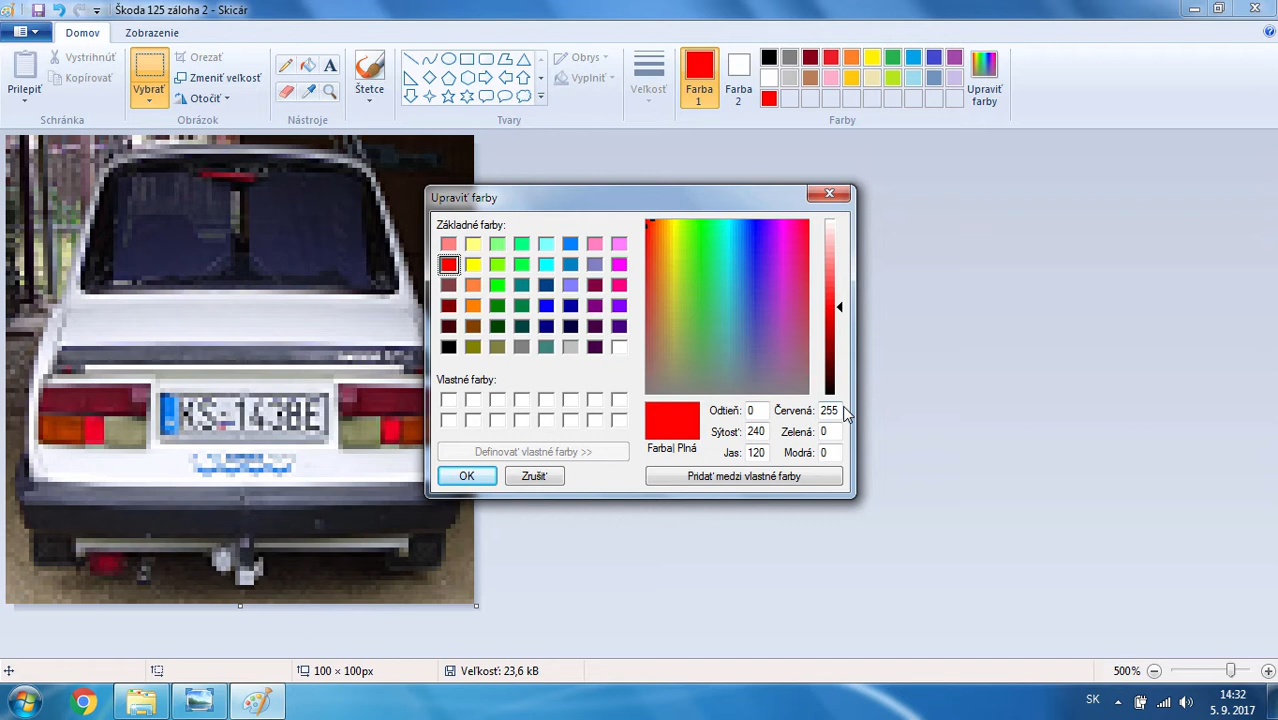 Škoda 125 záloha 2 - Skicár
Domov
Zobrazenie
Prilepiť
Vystrihnúť
Kopírovať
Schránka
Vybrať
Orezať
Zmeniť veľkosť
Otočiť
Obrázok
Nástroje
Štetce
Obrys
Vyplniť
Tvary
Veľkosť
Farba 1
Farba 2
Upraviť farby
Farby
KS-143BE
Upraviť farby
Základné farby:
Vlastné farby:
Definovať vlastné farby >>
OK
Zrušiť
Farba| Plná
Odtieň: 0
Červená: 255
Sýtosť: 240
Zelená: 0
Jas: 120
Modrá: 0
Pridať medzi vlastné farby
100 × 100px
Veľkosť: 23,6 kB
500%
SK
14:32
5. 9. 2017